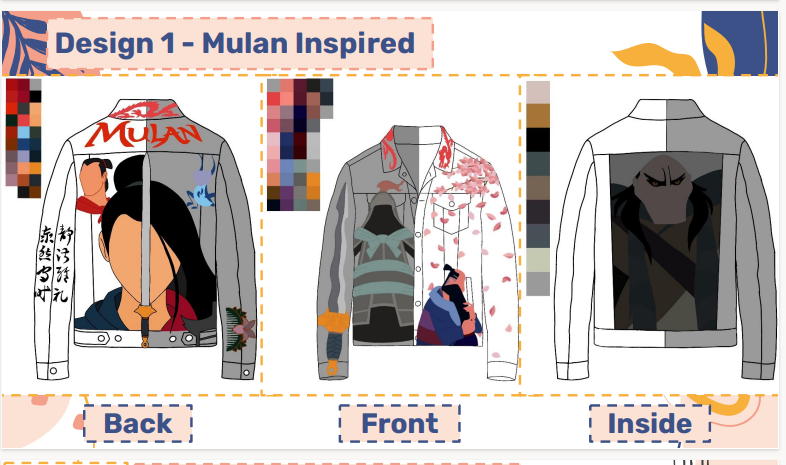 Design 1 - Mulan Inspired
MULAN
Back
Front
Inside